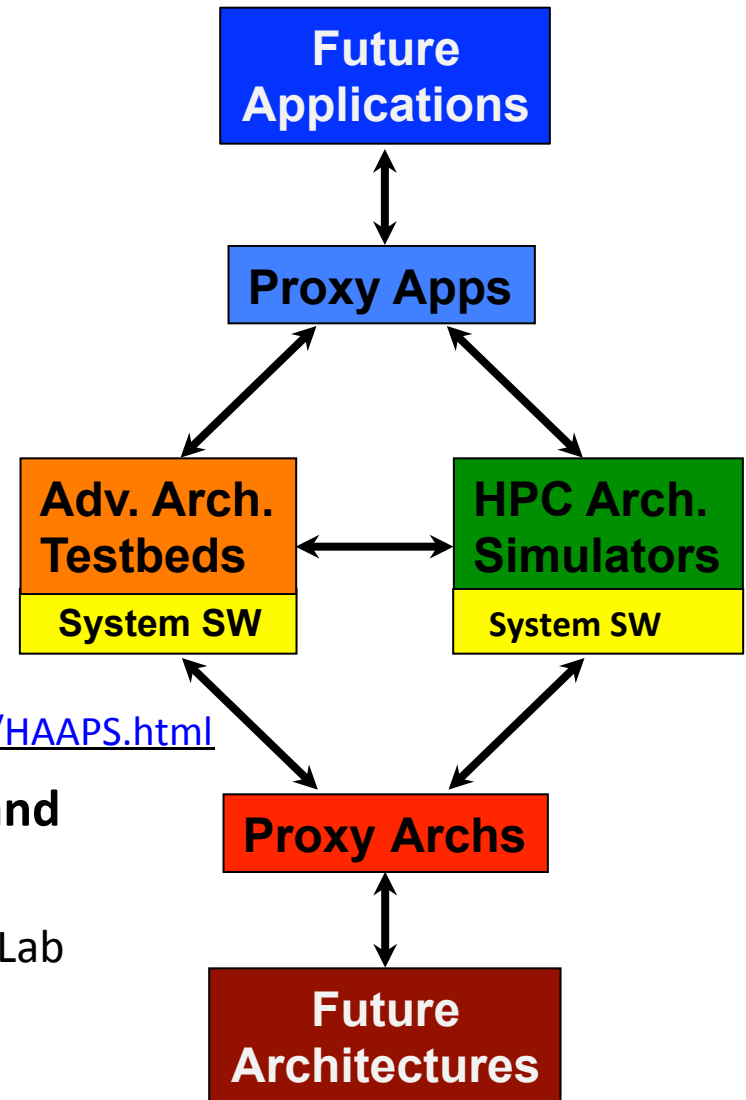 Future
Applications
Proxy Apps
Adv. Arch.
Testbeds
System SW
HPC Arch.
Simulators
System SW
/HAAPS.html
and
Proxy Archs
Lab
Future
Architectures